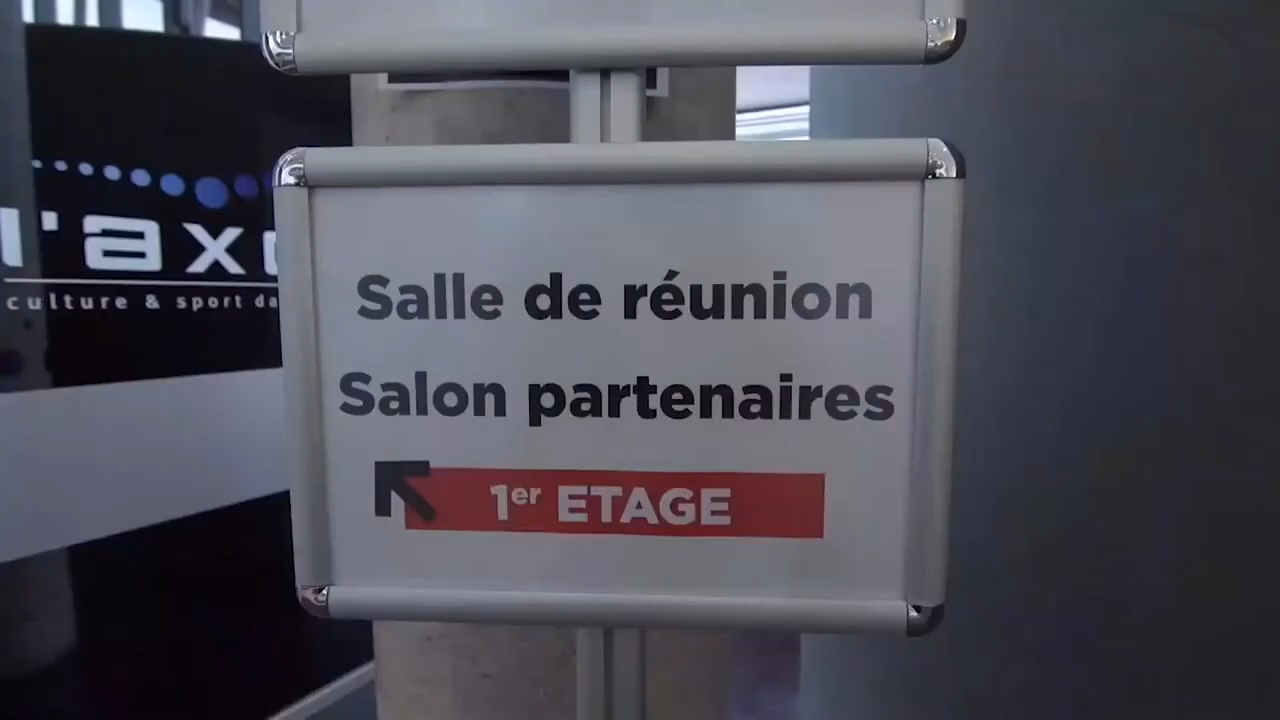 l'ax
culture & sport da
Salle de réunion
Salon partenaires
1er ETAGE